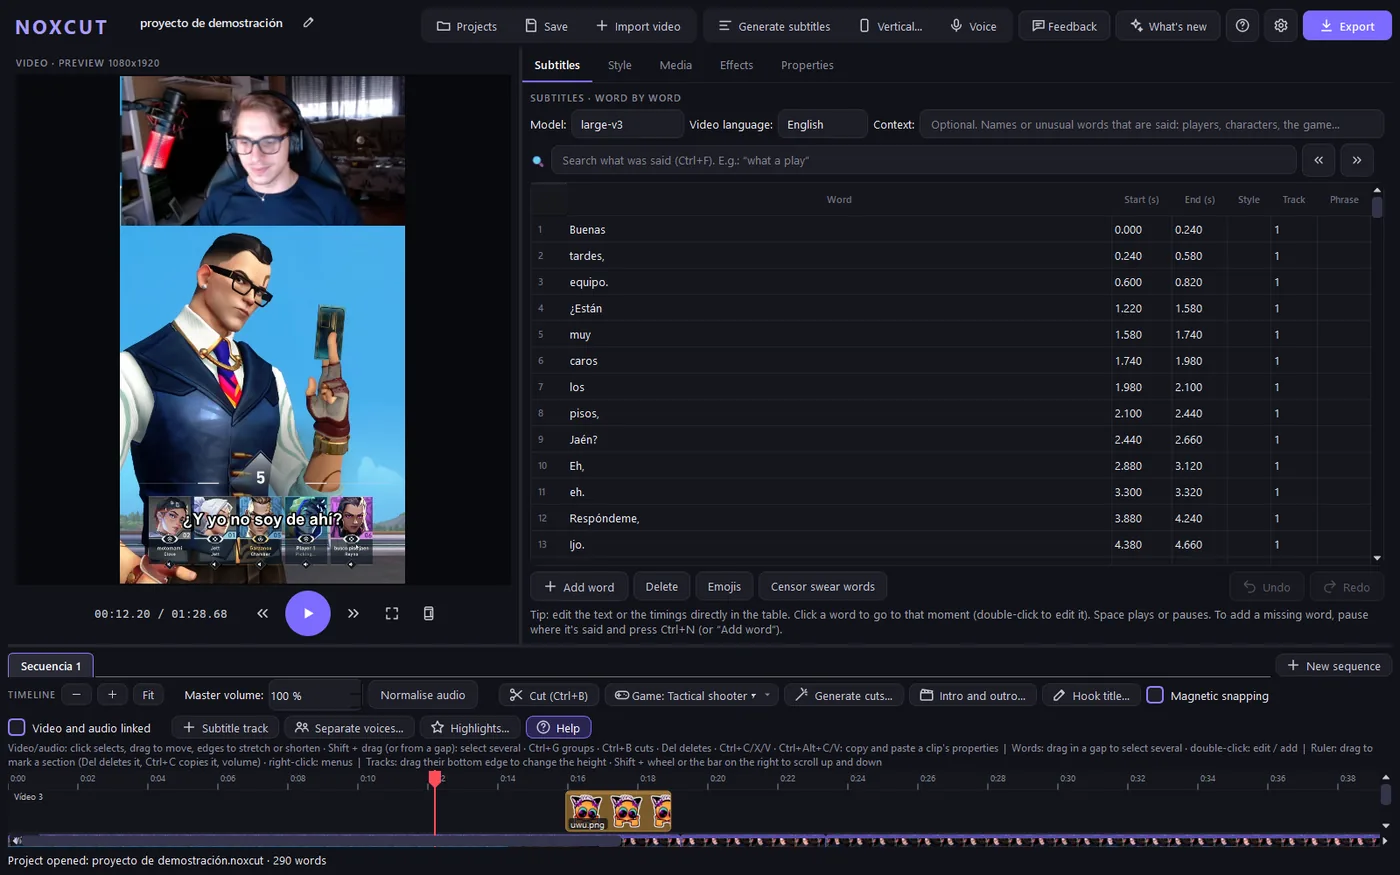 NOXCUT
proyecto de demostración
Projects
Save
Import video
Generate subtitles
Vertical...
Voice
Feedback
What's new
Export
VIDEO · PREVIEW 1080x1920
Subtitles
Style
Media
Effects
Properties
SUBTITLES · WORD BY WORD
Model: large-v3 Video language: English Context: Optional. Names or unusual words that are said: players, characters, the game...
Search what was said (Ctrl+F). E.g.: "what a play"
Word Start (s) End (s) Style Track Phrase
1 Buenas 0.000 0.240 1
2 tardes, 0.240 0.580 1
3 equipo. 0.600 0.820 1
4 ¿Están 1.220 1.580 1
5 muy 1.580 1.740 1
6 caros 1.740 1.980 1
7 los 1.980 2.100 1
8 pisos, 2.100 2.440 1
9 Jaén? 2.440 2.660 1
10 Eh, 2.880 3.120 1
11 eh. 3.300 3.320 1
12 Respóndeme, 3.880 4.240 1
13 Ijo. 4.380 4.660 1
5
¿Y yo no soy de ahí?
Add word
Delete
Emojis
Censor swear words
Undo
Redo
00:12.20 / 01:28.68
Tip: edit the text or the timings directly in the table. Click a word to go to that moment (double-click to edit it). Space plays or pauses. To add a missing word, pause
where it's said and press Ctrl+N (or "Add word").
Secuencia 1
New sequence
TIMELINE
Fit
Master volume: 100 %
Normalise audio
Cut (Ctrl+B)
Game: Tactical shooter
Generate cuts...
Intro and outro...
Hook title...
Magnetic snapping
Video and audio linked
Subtitle track
Separate voices...
Highlights...
Help
Video/audio: click selects, drag to move, edges to stretch or shorten · Shift + drag (or from a gap): select several · Ctrl+G groups · Ctrl+B cuts · Del deletes · Ctrl+C/X/V · Ctrl+Alt+C/V: copy and paste a clip's properties | Words: drag in a gap to select several · double-click: edit / add | Ruler: drag to
mark a section (Del deletes it, Ctrl+C copies it, volume) · right-click: menus | Tracks: drag their bottom edge to change the height · Shift + wheel or the bar on the right to scroll up and down
0:00 0:02 0:04 0:06 0:08 0:10 0:14 0:16 0:18 0:20 0:22 0:24 0:26 0:28 0:30 0:32 0:34 0:36 0:38
Vídeo 3
uwu.png
Project opened: proyecto de demostración.noxcut · 290 words